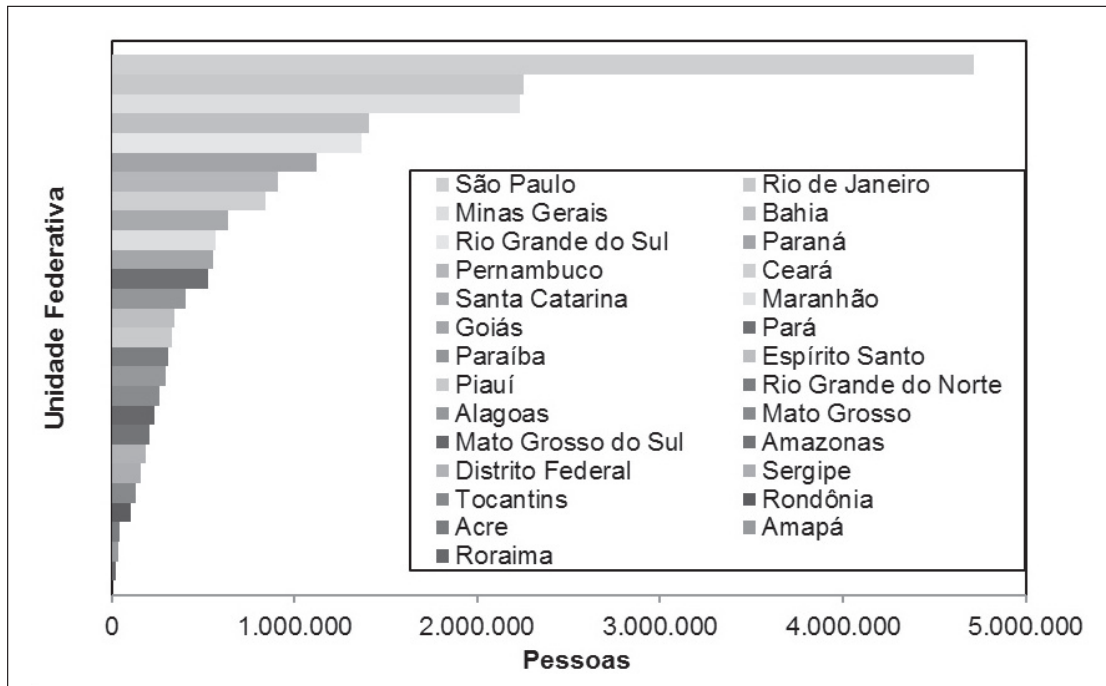 Unidade Federativa
São Paulo Rio de Janeiro
Minas Gerais Bahia
Rio Grande do Sul Paraná
Pernambuco Ceará
Santa Catarina Maranhão
Goiás Pará
Paraíba Espírito Santo
Piauí Rio Grande do Norte
Alagoas Mato Grosso
Mato Grosso do Sul Amazonas
Distrito Federal Sergipe
Tocantins Rondônia
Acre Amapá
Roraima
0 1.000.000 2.000.000 3.000.000 4.000.000 5.000.000
Pessoas